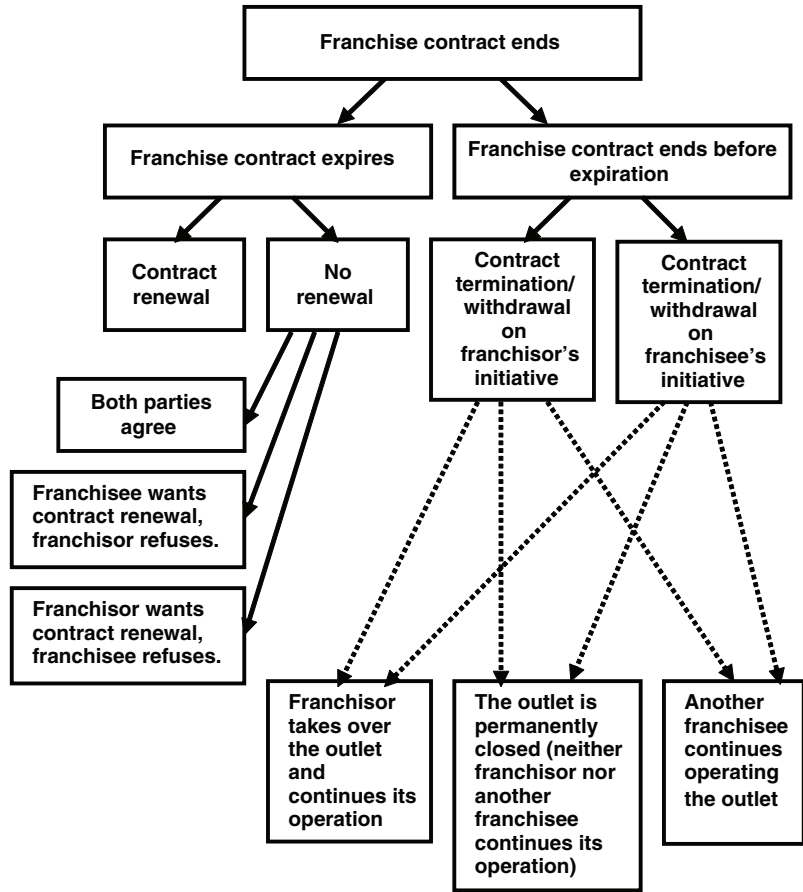 Franchise contract ends
Franchise contract expires
Franchise contract ends before
expiration
Contract
renewal
No
renewal
Contract
termination/
withdrawal
on
franchisor's
initiative
Contract
termination/
withdrawal
on
franchisee's
initiative
Both parties
agree
Franchisee wants
contract renewal,
franchisor refuses.
Franchisor wants
contract renewal,
franchisee refuses.
Franchisor
takes over
the outlet
and
continues its
operation
The outlet is
permanently
closed (neither
franchisor nor
another
franchisee
continues its
operation)
Another
franchisee
continues
operating
the outlet